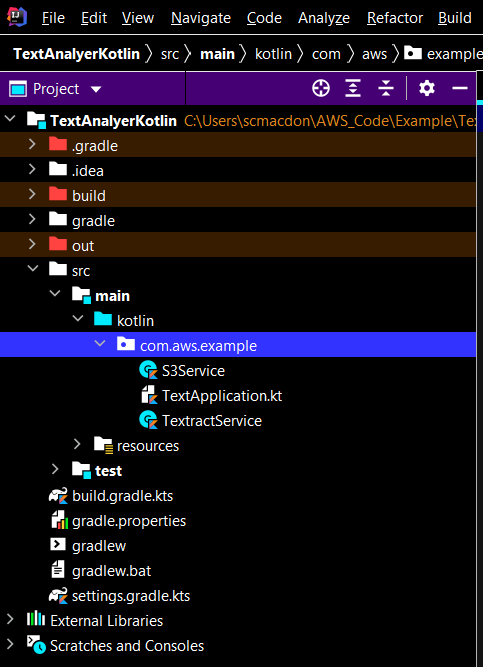 File Edit View Navigate Code Analyze Refactor Build
TextAnalyerKotlin 〉 src 〉 main 〉 kotlin 〉 com 〉 aws 〉 example
Project
TextAnalyerKotlin C:\Users\scmacdon\AWS_Code\Example\Te
.gradle
.idea
build
gradle
out
src
main
kotlin
com.aws.example
S3Service
TextApplication.kt
TextractService
resources
test
build.gradle.kts
gradle.properties
gradlew
gradlew.bat
settings.gradle.kts
External Libraries
Scratches and Consoles